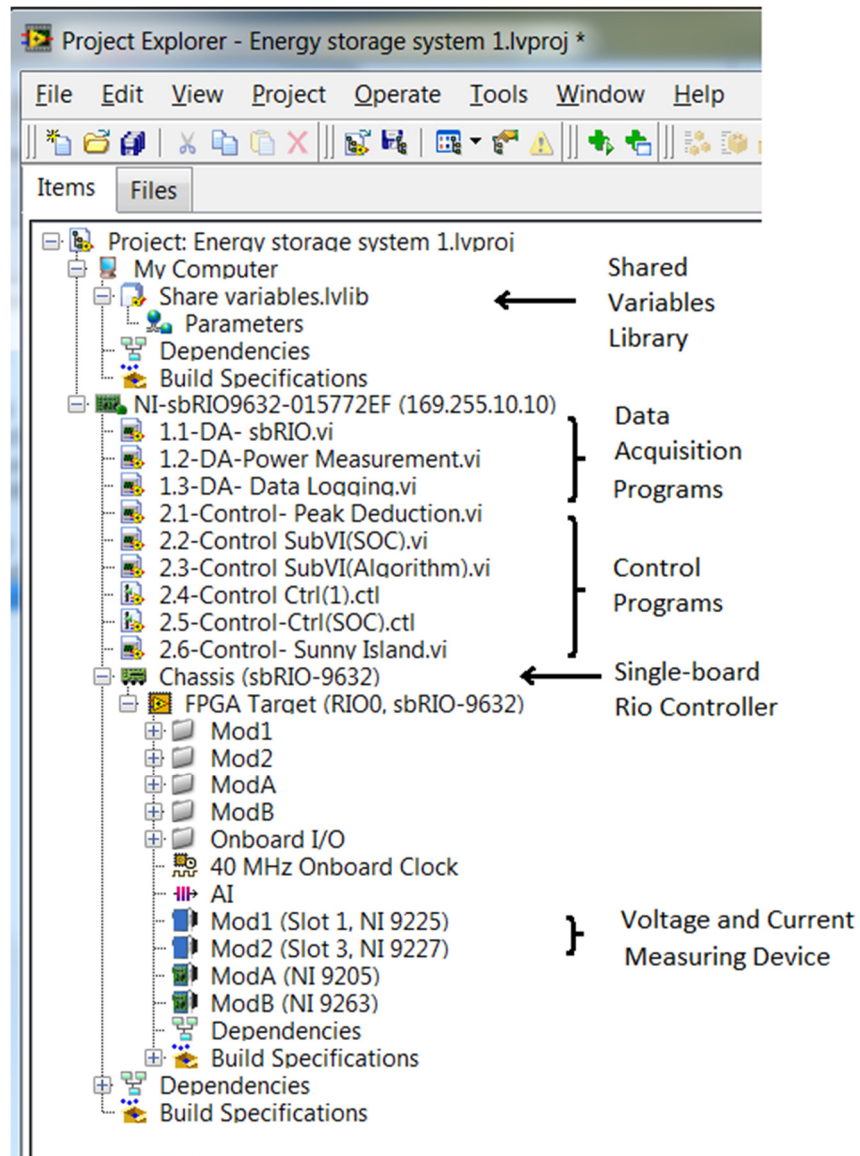 Project Explorer - Energy storage system 1.lvproj *
File Edit View Project Operate Tools Window Help
Items Files
Project: Energy storage system 1.lvproj
My Computer
Share variables.lvlib
Parameters
Dependencies
Build Specifications
Shared
Variables
Library
NI-sbRIO9632-015772EF (169.255.10.10)
1.1-DA- sbRIO.vi
1.2-DA-Power Measurement.vi
1.3-DA- Data Logging.vi
Data
Acquisition
Programs
2.1-Control- Peak Deduction.vi
2.2-Control SubVI(SOC).vi
2.3-Control SubVI(Algorithm).vi
2.4-Control Ctrl(1).ctl
2.5-Control-Ctrl(SOC).ctl
2.6-Control- Sunny Island.vi
Control
Programs
Chassis (sbRIO-9632)
Single-board
Rio Controller
FPGA Target (RIO0, sbRIO-9632)
Mod1
Mod2
ModA
ModB
Onboard I/O
40 MHz Onboard Clock
AI
Mod1 (Slot 1, NI 9225)
Mod2 (Slot 3, NI 9227)
Voltage and Current
Measuring Device
ModA (NI 9205)
ModB (NI 9263)
Dependencies
Build Specifications
Dependencies
Build Specifications